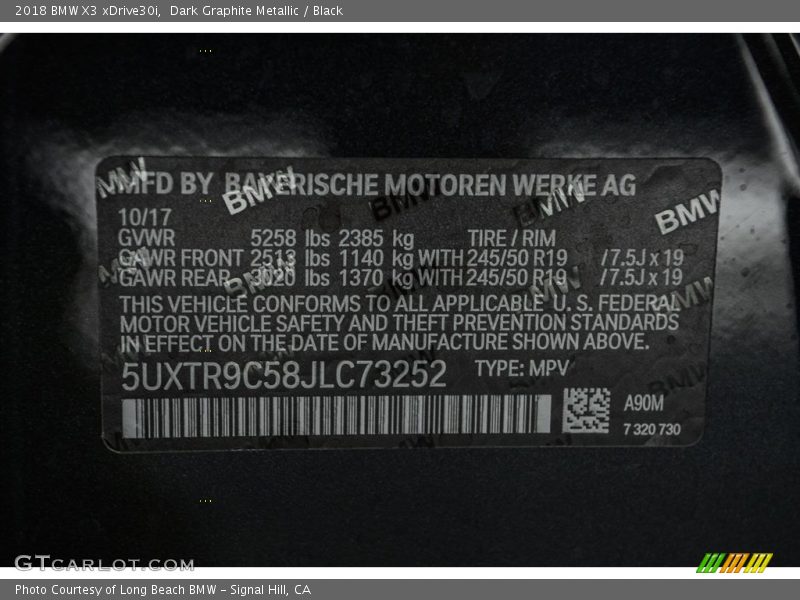 2018 BMW X3 xDrive30i, Dark Graphite Metallic / Black
MFD BY BAYERISCHE MOTOREN WERKE AG
10/17
GVWR 5258 lbs 2385 kg TIRE / RIM
GAWR FRONT 2513 lbs 1140 kg WITH 245/50 R19 /7.5J x 19
GAWR REAR 3020 lbs 1370 kg WITH 245/50 R19 /7.5J x 19
THIS VEHICLE CONFORMS TO ALL APPLICABLE U. S. FEDERAL
MOTOR VEHICLE SAFETY AND THEFT PREVENTION STANDARDS
IN EFFECT ON THE DATE OF MANUFACTURE SHOWN ABOVE.
5UXTR9C58JLC73252 TYPE: MPV
A90M
7 320 730
BMW
BMW
GTCARLOT.COM
Photo Courtesy of Long Beach BMW – Signal Hill, CA